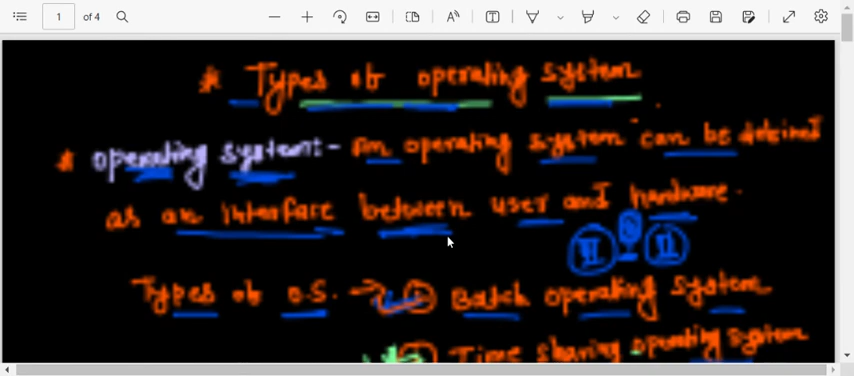 1 of 4
* Types of operating system.
* operating system:- An operating system can be defined
as an interface between user and hardware.
Types of O.S. → ① Batch operating system
② Time sharing operating system